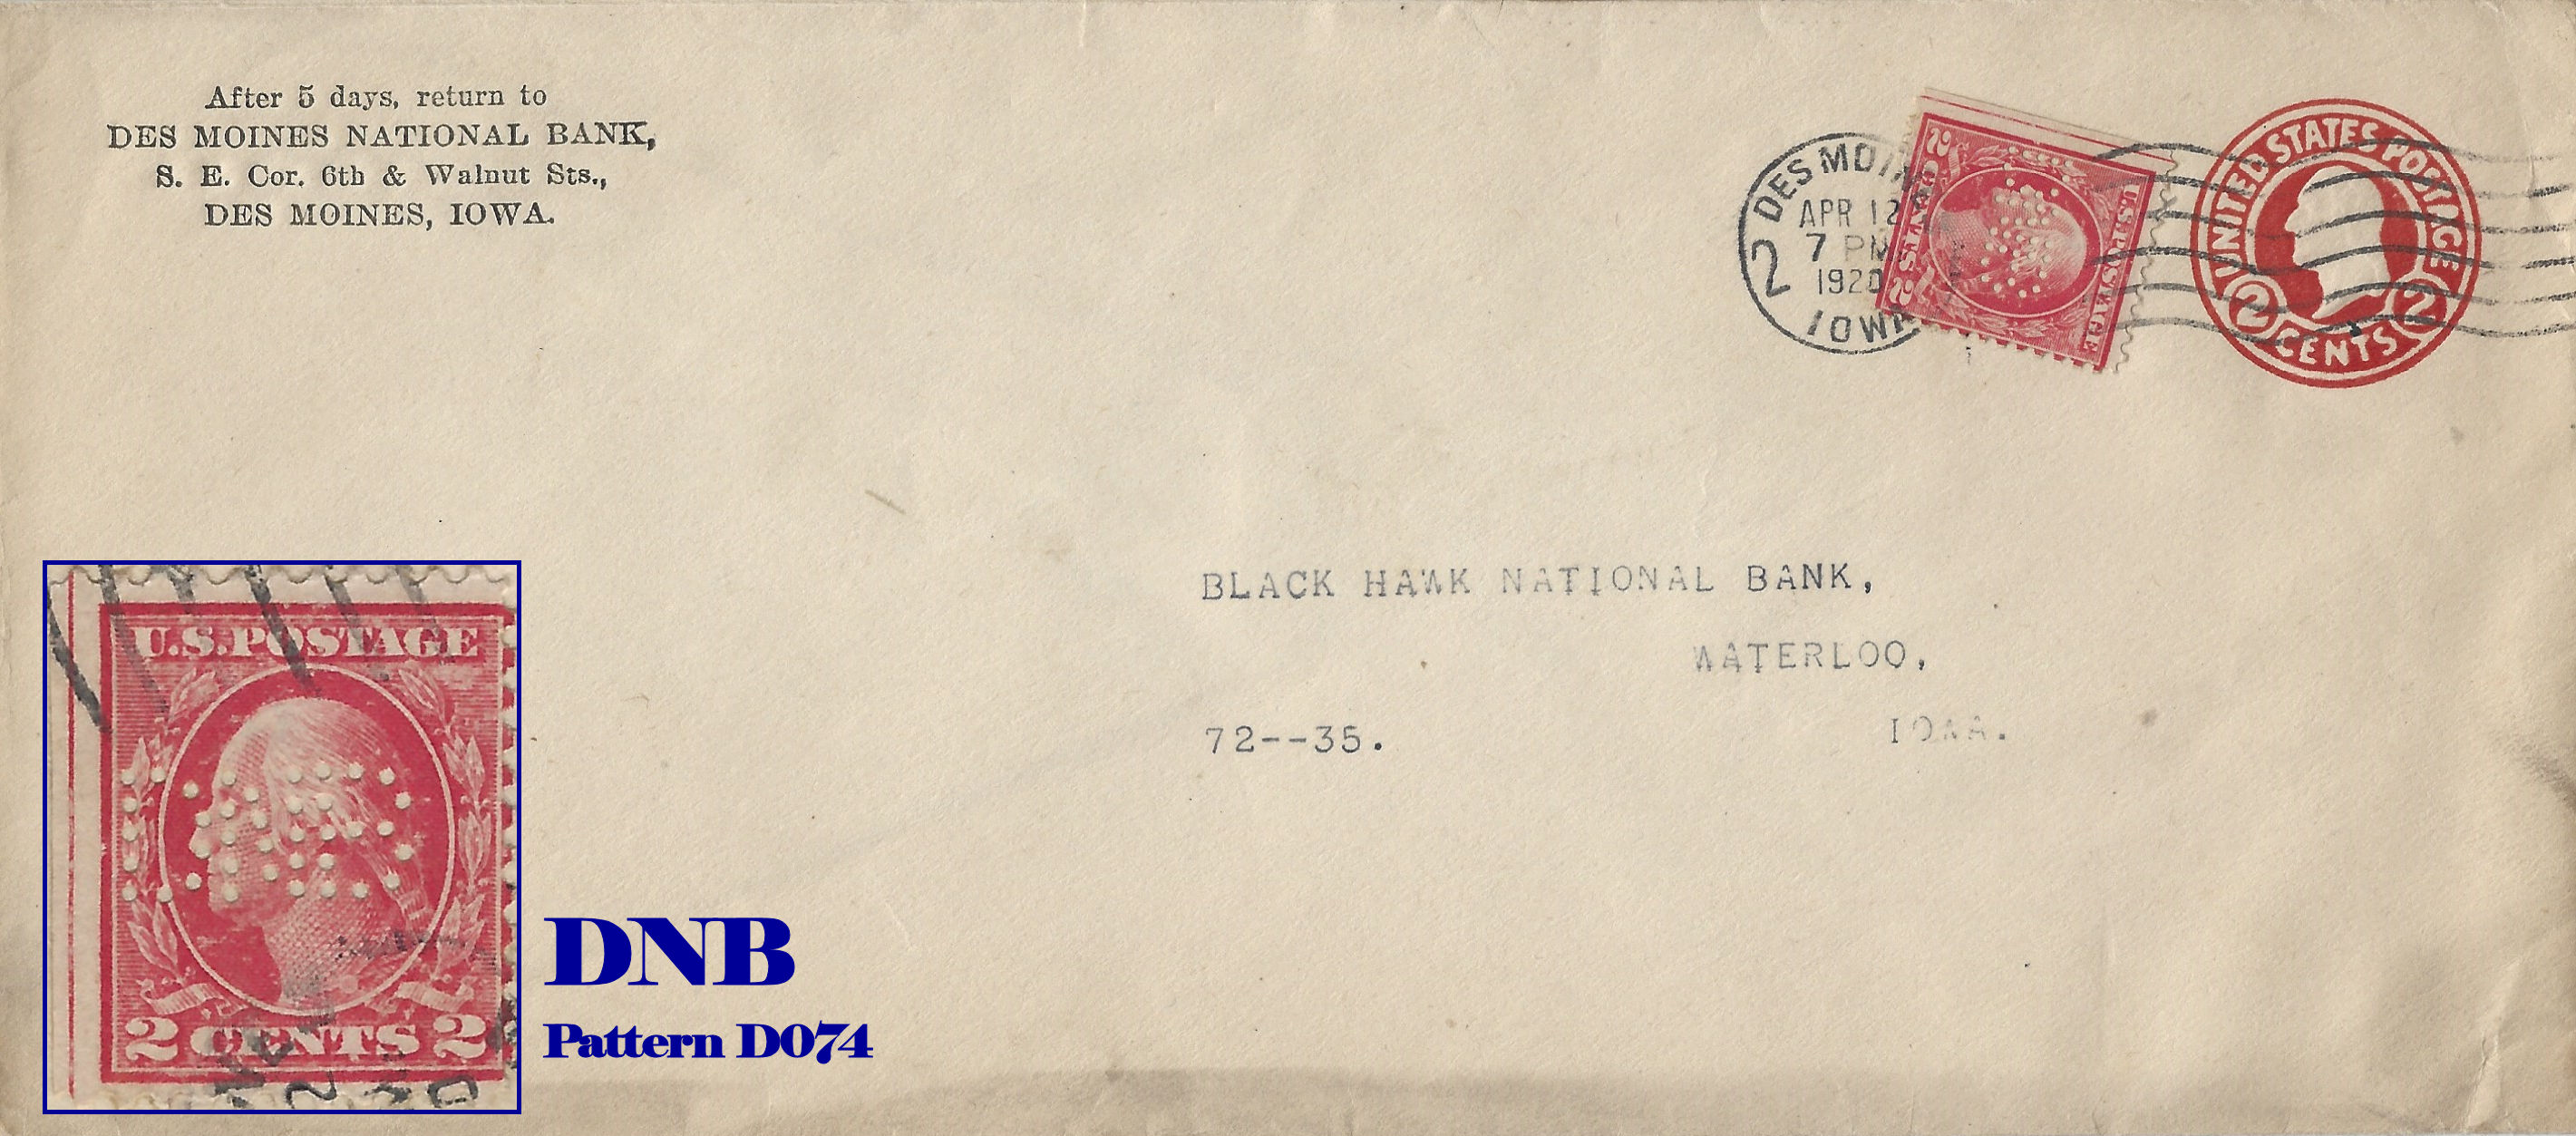 After 5 days, return to
DES MOINES NATIONAL BANK,
S. E. Cor. 6th & Walnut Sts.,
DES MOINES, IOWA.
DES MOIN
APR 12
7 PM
1920
IOWA
2
U.S. POSTAGE
2 CENTS 2
UNITED STATES POSTAGE
2 CENTS 2
BLACK HAWK NATIONAL BANK,
WATERLOO,
IOWA.
72--35.
U.S. POSTAGE
2 CENTS 2
DNB
Pattern D074